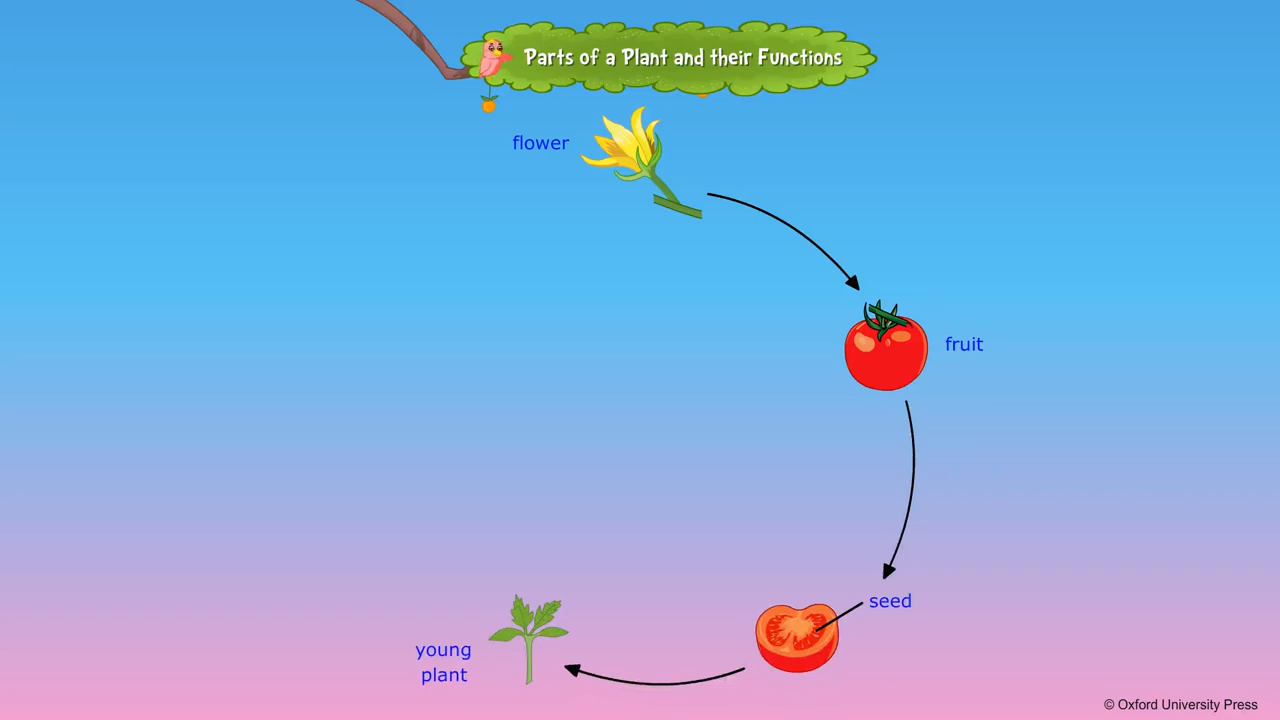 Parts of a Plant and their Functions
flower
fruit
seed
young
plant
© Oxford University Press